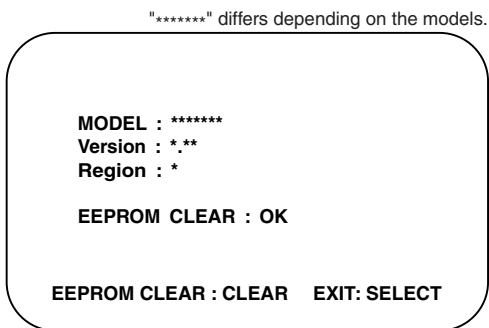 "*******" differs depending on the models.
MODEL : *******
Version : *.**
Region : *
EEPROM CLEAR : OK
EEPROM CLEAR : CLEAR EXIT: SELECT